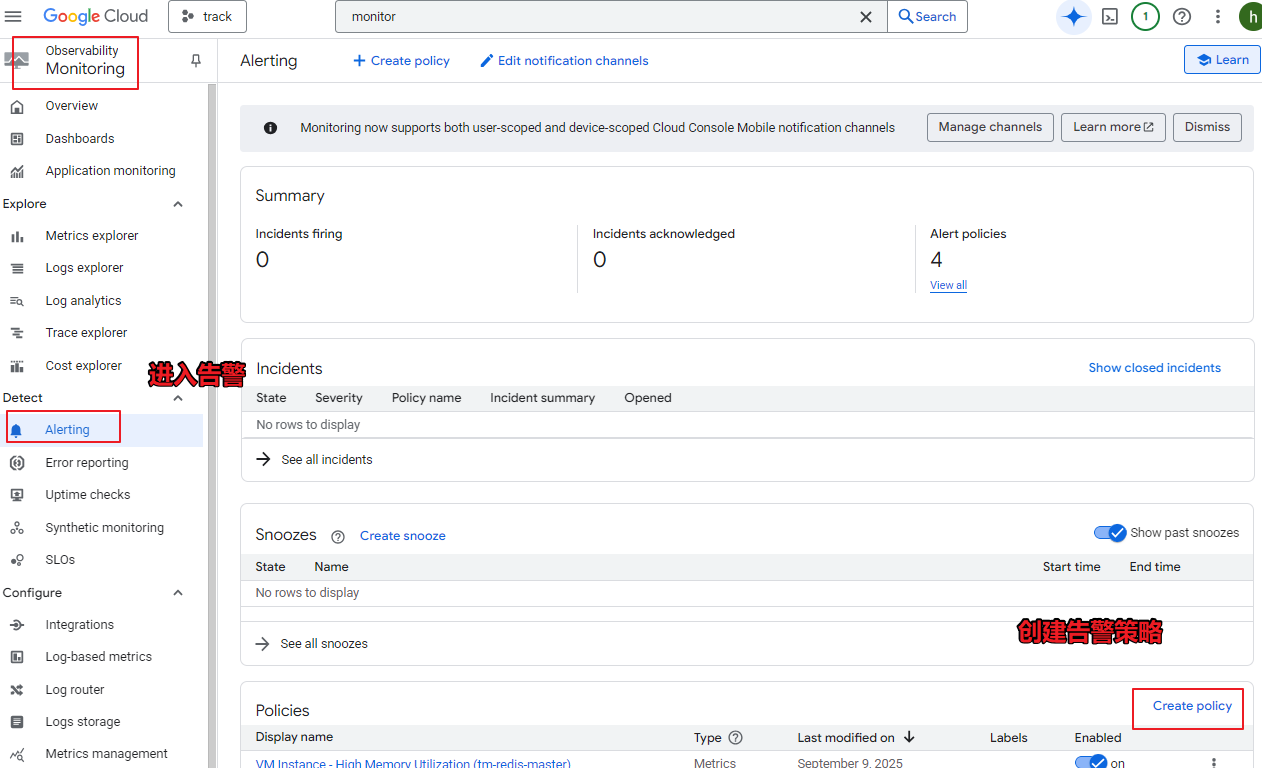 Google Cloud
track
monitor
Search
1
h
Observability
Monitoring
Alerting
Create policy
Edit notification channels
Learn
Overview
Dashboards
Application monitoring
Explore
Metrics explorer
Logs explorer
Log analytics
Trace explorer
Cost explorer
Detect
Alerting
Error reporting
Uptime checks
Synthetic monitoring
SLOs
Configure
Integrations
Log-based metrics
Log router
Logs storage
Metrics management
进入告警
Monitoring now supports both user-scoped and device-scoped Cloud Console Mobile notification channels
Manage channels
Learn more
Dismiss
Summary
Incidents firing
0
Incidents acknowledged
0
Alert policies
4
View all
Incidents
Show closed incidents
State Severity Policy name Incident summary Opened
No rows to display
See all incidents
Snoozes
Create snooze
Show past snoozes
State Name Start time End time
No rows to display
See all snoozes
创建告警策略
Policies
Create policy
Display name Type Last modified on Labels Enabled
VM Instance - High Memory Utilization (tm-redis-master) Metrics September 9, 2025 on